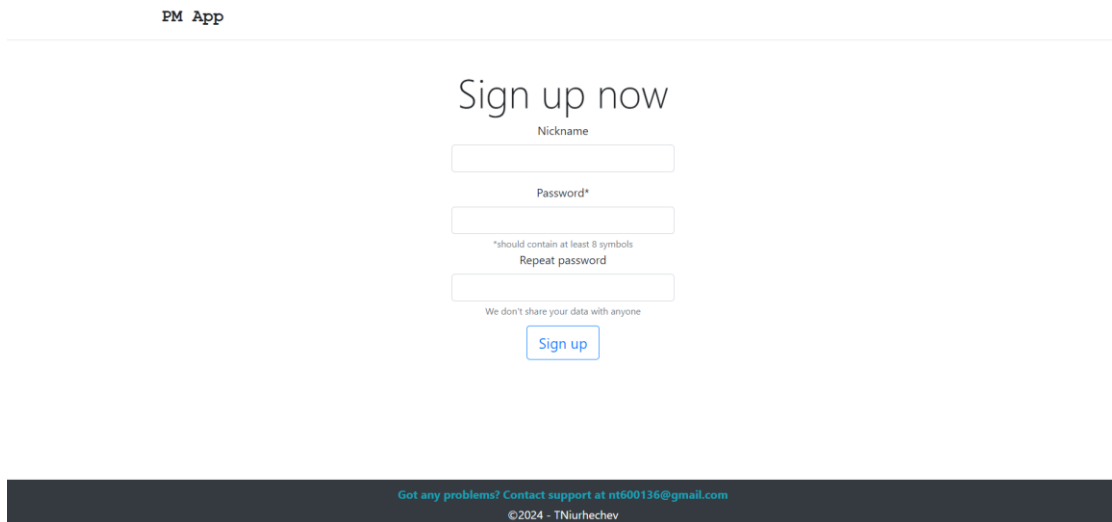 PM App
Sign up now
Nickname
Password*
*should contain at least 8 symbols
Repeat password
We don't share your data with anyone
Sign up
Got any problems? Contact support at nt600136@gmail.com
©2024 - TNiurhechev